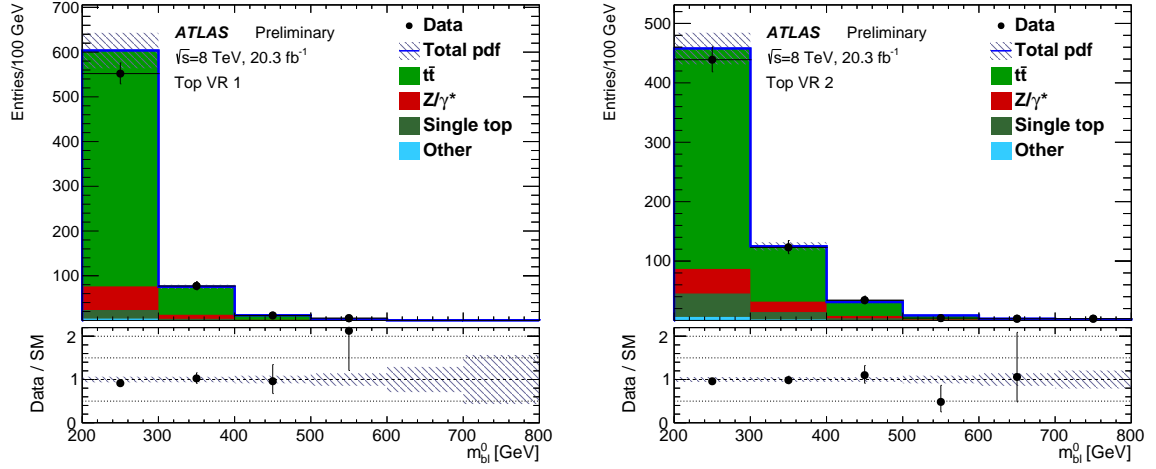 Entries/100 GeV
700
600
500
400
300
200
100
ATLAS Preliminary
√s=8 TeV, 20.3 fb⁻¹
Top VR 1
Data
Total pdf
tt̄
Z/γ*
Single top
Other
Data / SM
2
1
0
200 300 400 500 600 700 800
m⁰bl [GeV]
Entries/100 GeV
500
400
300
200
100
ATLAS Preliminary
√s=8 TeV, 20.3 fb⁻¹
Top VR 2
Data
Total pdf
tt̄
Z/γ*
Single top
Other
Data / SM
2
1
0
200 300 400 500 600 700 800
m⁰bl [GeV]